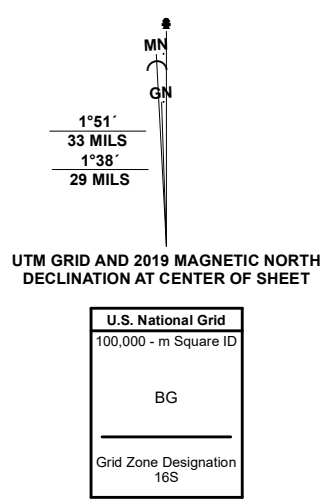 MN
GN
1°51´
33 MILS
1°38´
29 MILS
UTM GRID AND 2019 MAGNETIC NORTH
DECLINATION AT CENTER OF SHEET
U.S. National Grid
100,000 - m Square ID
BG
Grid Zone Designation
16S